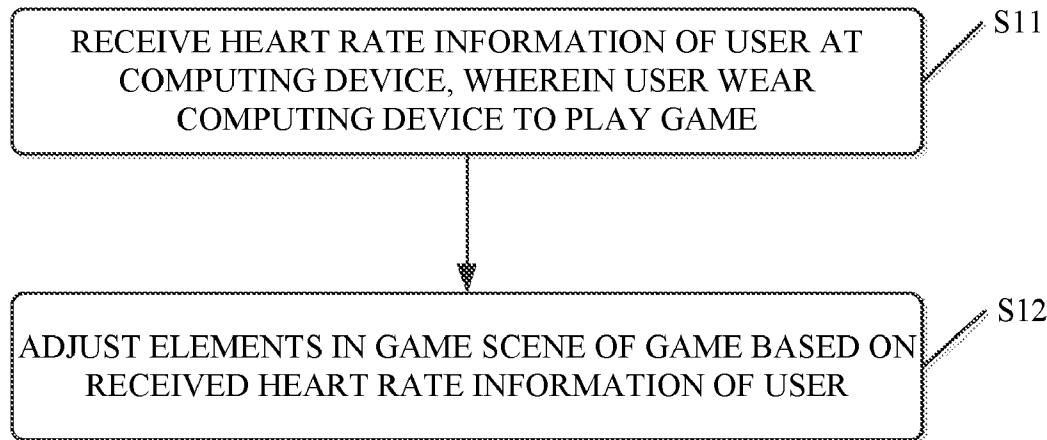 RECEIVE HEART RATE INFORMATION OF USER AT
COMPUTING DEVICE, WHEREIN USER WEAR
COMPUTING DEVICE TO PLAY GAME
S11
ADJUST ELEMENTS IN GAME SCENE OF GAME BASED ON
RECEIVED HEART RATE INFORMATION OF USER
S12